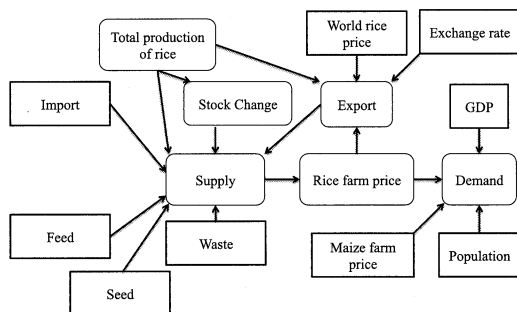 Total production
of rice
World rice
price
Exchange rate
Import
Stock Change
Export
GDP
Supply
Rice farm price
Demand
Feed
Waste
Maize farm
price
Population
Seed